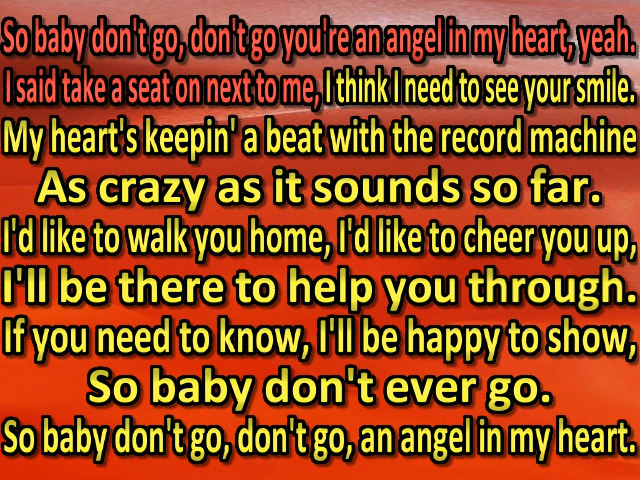 So baby don't go, don't go you're an angel in my heart, yeah.
I said take a seat on next to me, I think I need to see your smile.
My heart's keepin' a beat with the record machine
As crazy as it sounds so far.
I'd like to walk you home, I'd like to cheer you up,
I'll be there to help you through.
If you need to know, I'll be happy to show,
So baby don't ever go.
So baby don't go, don't go, an angel in my heart.